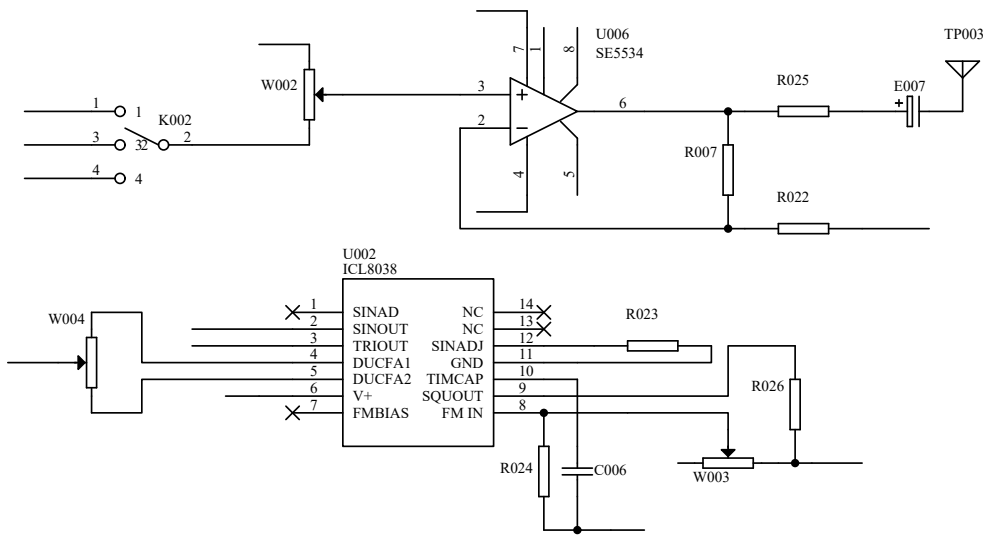 U006
SE5534
TP003
7
1
8
W002
R025
E007
+
3
+
6
1
1
K002
2
−
3
32
2
R007
4
4
4
5
R022
U002
ICL8038
W004
1
SINAD
NC
14
2
SINOUT
NC
13
R023
3
TRIOUT
SINADJ
12
4
DUCFA1
GND
11
5
DUCFA2
TIMCAP
10
6
V+
SQUOUT
9
R026
7
FMBIAS
FM IN
8
R024
C006
W003